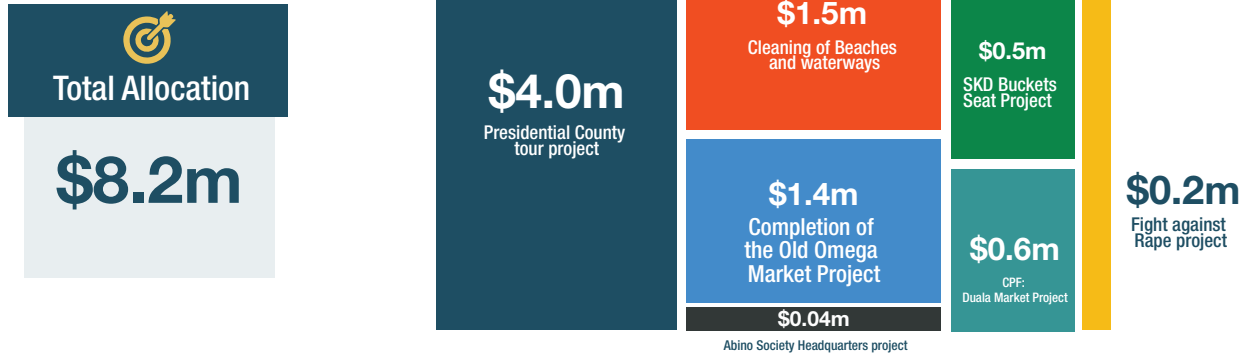 Total Allocation
$8.2m
$4.0m
Presidential County
tour project
$1.5m
Cleaning of Beaches
and waterways
$1.4m
Completion of
the Old Omega
Market Project
$0.04m
Abino Society Headquarters project
$0.5m
SKD Buckets
Seat Project
$0.6m
CPF:
Duala Market Project
$0.2m
Fight against
Rape project